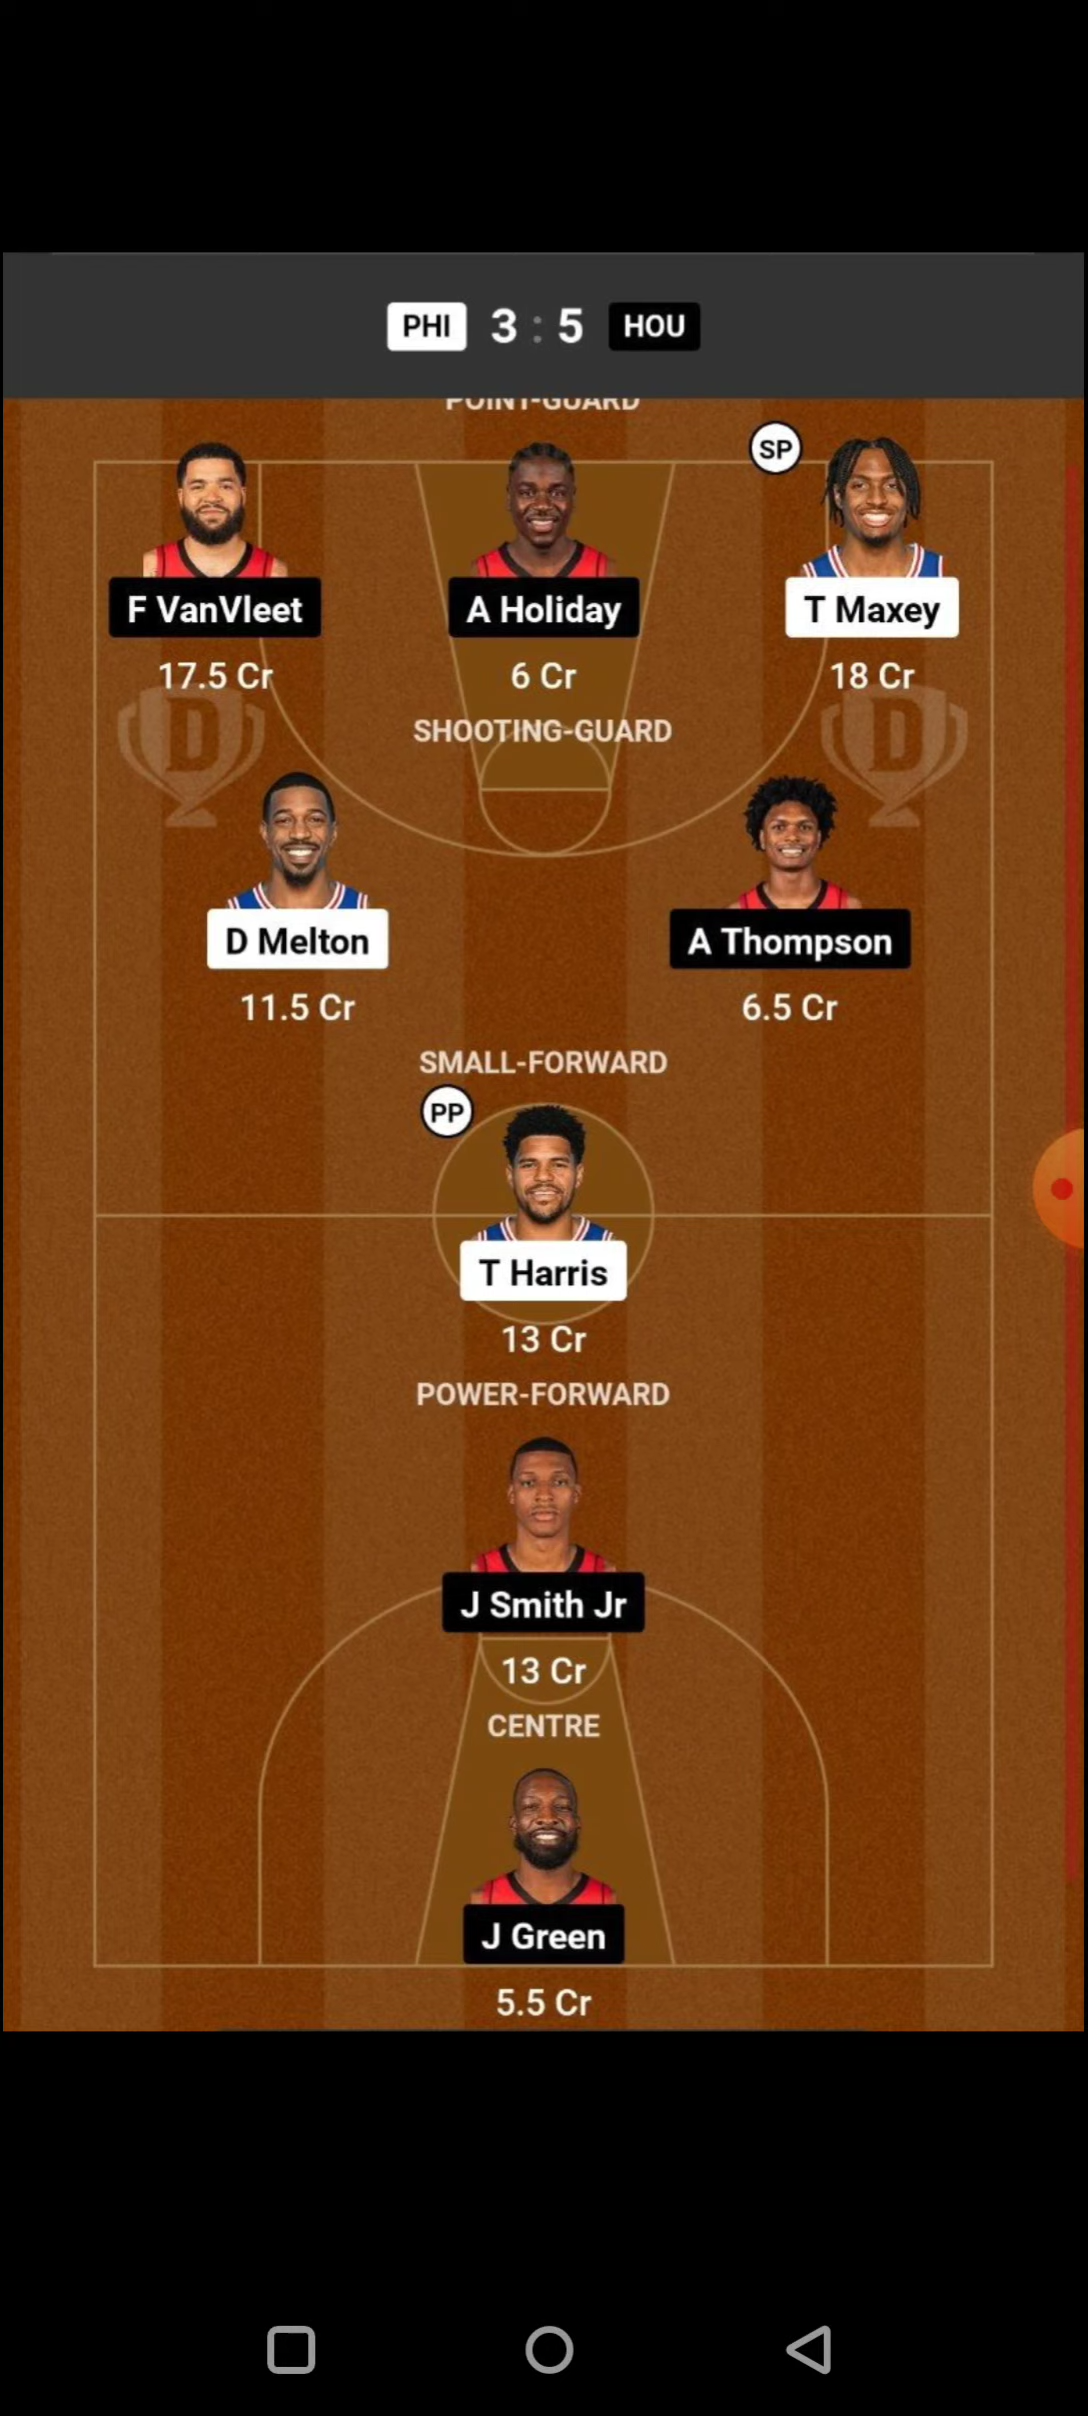 PHI 3 : 5 HOU
POINT-GUARD
SP
F VanVleet A Holiday T Maxey
17.5 Cr 6 Cr 18 Cr
D D
SHOOTING-GUARD
D Melton A Thompson
11.5 Cr 6.5 Cr
SMALL-FORWARD
PP
T Harris
13 Cr
POWER-FORWARD
J Smith Jr
13 Cr
CENTRE
J Green
5.5 Cr